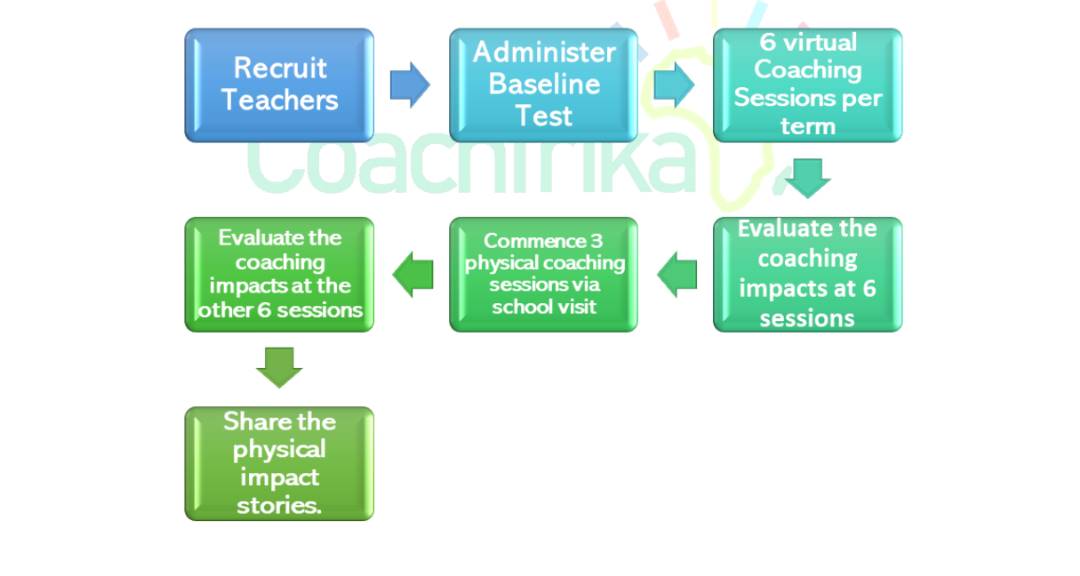 Recruit
Teachers
Administer
Baseline
Test
6 virtual
Coaching
Sessions per
term
Coachfrika
Evaluate the
coaching
impacts at 6
sessions
Commence 3
physical coaching
sessions via
school visit
Evaluate the
coaching
impacts at the
other 6 sessions
Share the
physical
impact
stories.